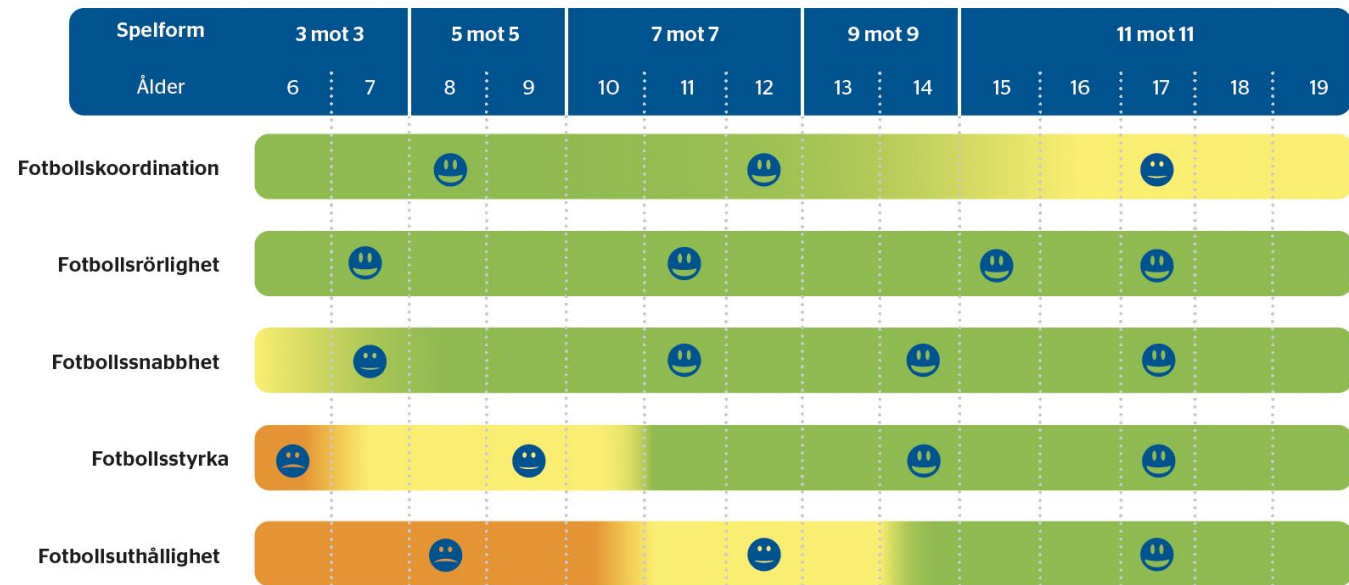 Spelform 3 mot 3 5 mot 5 7 mot 7 9 mot 9 11 mot 11
Ålder 6 7 8 9 10 11 12 13 14 15 16 17 18 19
Fotbollskoordination
Fotbollsrörlighet
Fotbollssnabbhet
Fotbollsstyrka
Fotbollsuthållighet